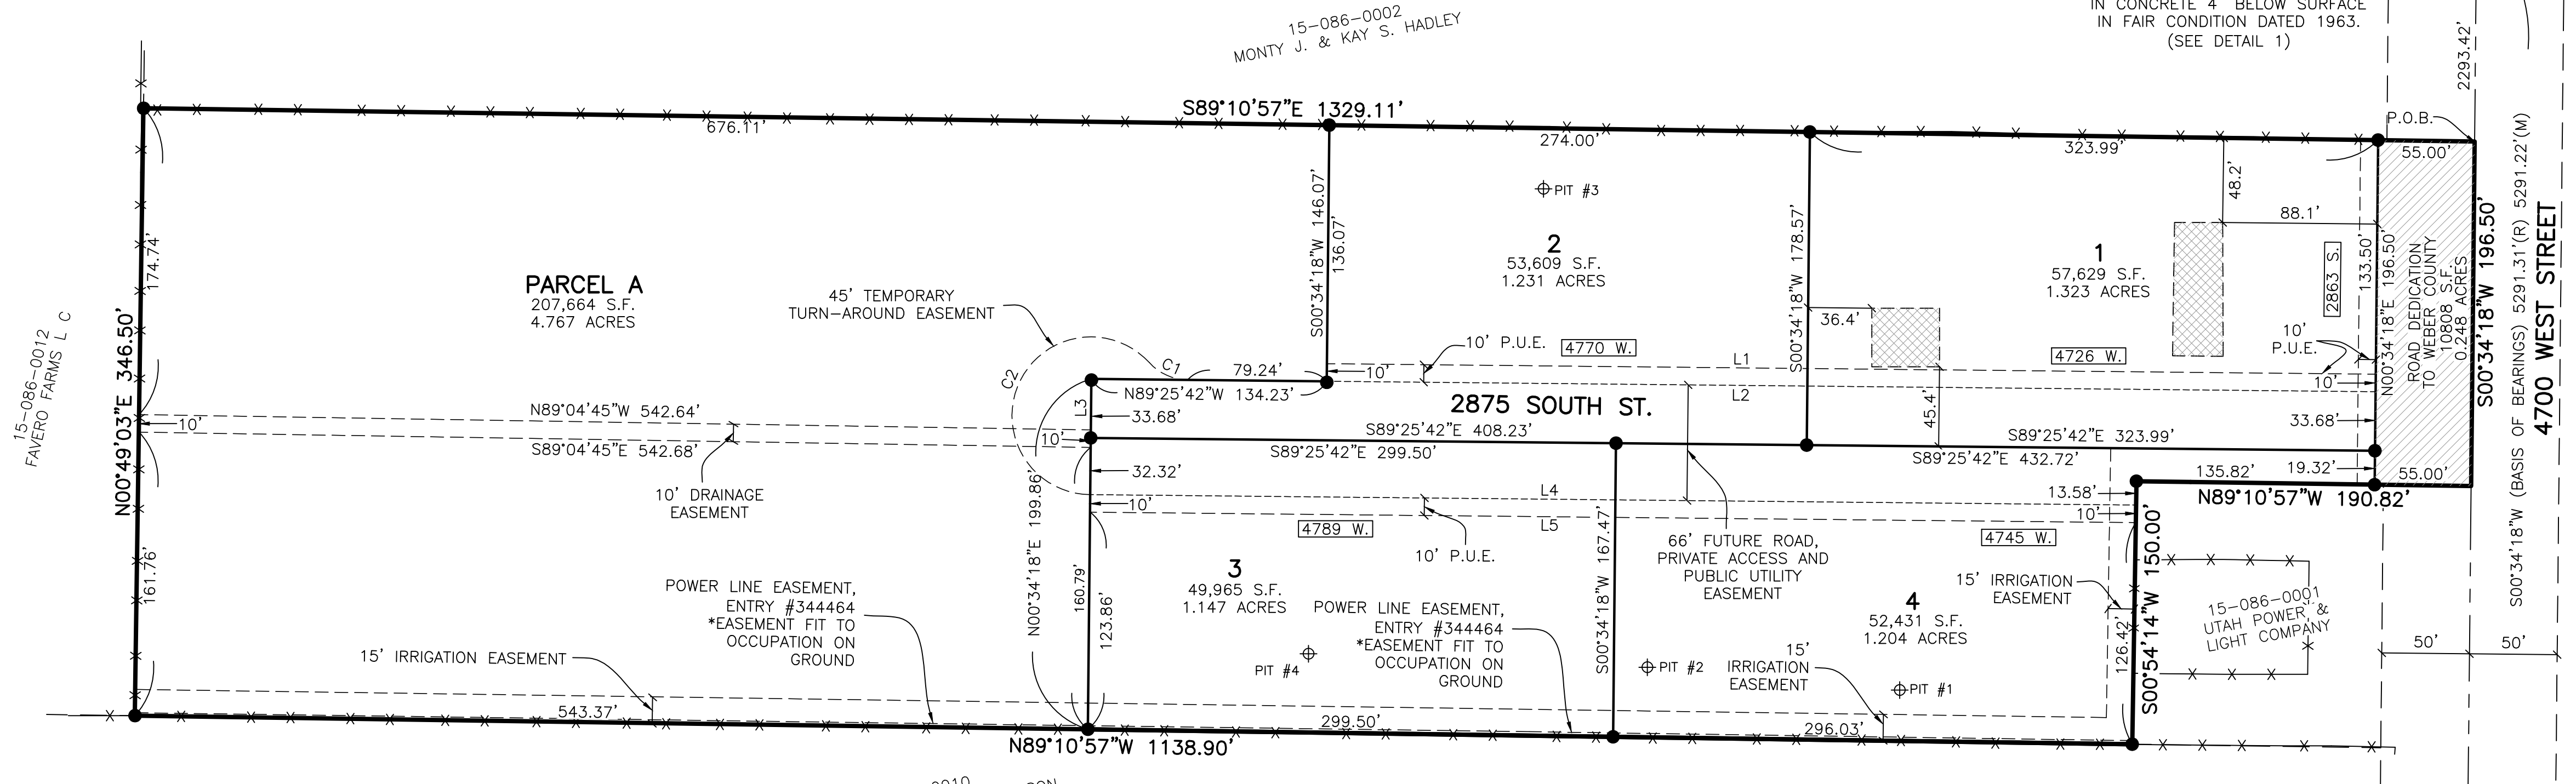 IN CONCRETE 4" BELOW SURFACE
IN FAIR CONDITION DATED 1963.
(SEE DETAIL 1)
2293.42'
15-086-0002
MONTY J. & KAY S. HADLEY
S89°10'57"E 1329.11'
676.11'
274.00'
323.99'
P.O.B.
55.00'
15-086-0012
FAVERO FARMS L C
N00°49'03"E 346.50'
174.74'
161.76'
PARCEL A
207,664 S.F.
4.767 ACRES
45' TEMPORARY
TURN-AROUND EASEMENT
C1
C2
S00°34'18"W 146.07'
136.07'
PIT #3
2
53,609 S.F.
1.231 ACRES
10' P.U.E.
4770 W.
S00°34'18"W 178.57'
1
57,629 S.F.
1.323 ACRES
48.2'
88.1'
36.4'
45.4'
4726 W.
2863 S.
133.50'
N00°34'18"E 196.50'
10'
P.U.E.
ROAD DEDICATION
TO WEBER COUNTY
10808 S.F.
0.248 ACRES
S00°34'18"W 196.50'
S00°34'18"W (BASIS OF BEARINGS) 5291.31'(R) 5291.22'(M)
4700 WEST STREET
79.24'
N89°25'42"W 134.23'
10'
L1
L2
L3
10'
33.68'
2875 SOUTH ST.
33.68'
N89°04'45"W 542.64'
10'
S89°04'45"E 542.68'
10' DRAINAGE
EASEMENT
10'
S89°25'42"E 408.23'
S89°25'42"E 299.50'
S89°25'42"E 323.99'
S89°25'42"E 432.72'
135.82'
19.32'
55.00'
N89°10'57"W 190.82'
32.32'
10'
L4
L5
13.58'
10'
N00°34'18"E 199.86'
160.79'
123.86'
4789 W.
10' P.U.E.
3
49,965 S.F.
1.147 ACRES
PIT #4
S00°34'18"W 167.47'
66' FUTURE ROAD,
PRIVATE ACCESS AND
PUBLIC UTILITY
EASEMENT
4745 W.
15' IRRIGATION
EASEMENT
4
52,431 S.F.
1.204 ACRES
PIT #2
PIT #1
15'
IRRIGATION
EASEMENT
126.42'
S00°54'14"W 150.00'
15-086-0001
UTAH POWER &
LIGHT COMPANY
50'
50'
POWER LINE EASEMENT,
ENTRY #344464
*EASEMENT FIT TO
OCCUPATION ON
GROUND
POWER LINE EASEMENT,
ENTRY #344464
*EASEMENT FIT TO
OCCUPATION ON
GROUND
15' IRRIGATION EASEMENT
543.37'
299.50'
296.03'
N89°10'57"W 1138.90'